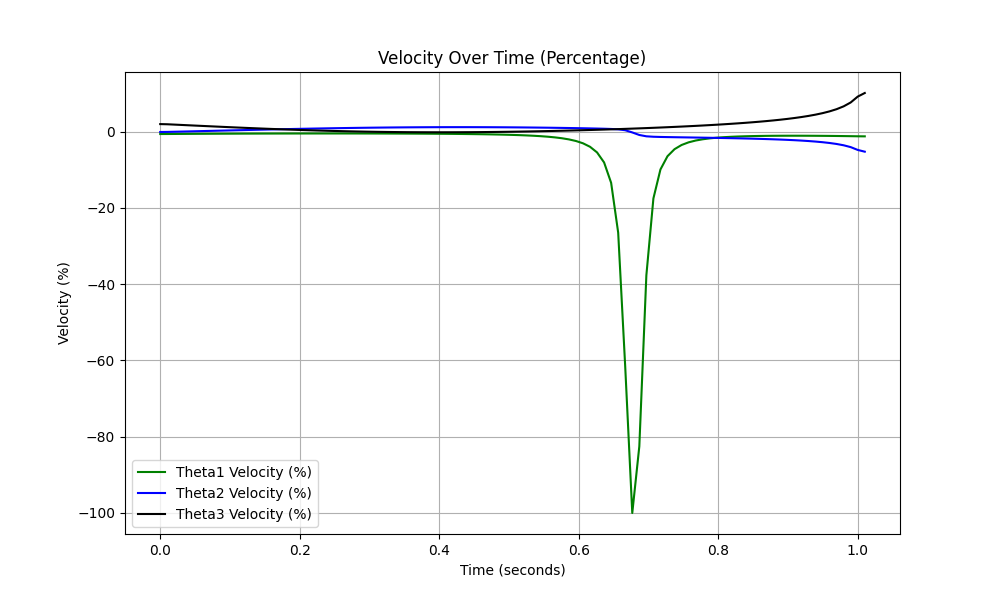 Velocity Over Time (Percentage)
Velocity (%)
0
−20
−40
−60
−80
−100
Theta1 Velocity (%)
Theta2 Velocity (%)
Theta3 Velocity (%)
0.0 0.2 0.4 0.6 0.8 1.0
Time (seconds)